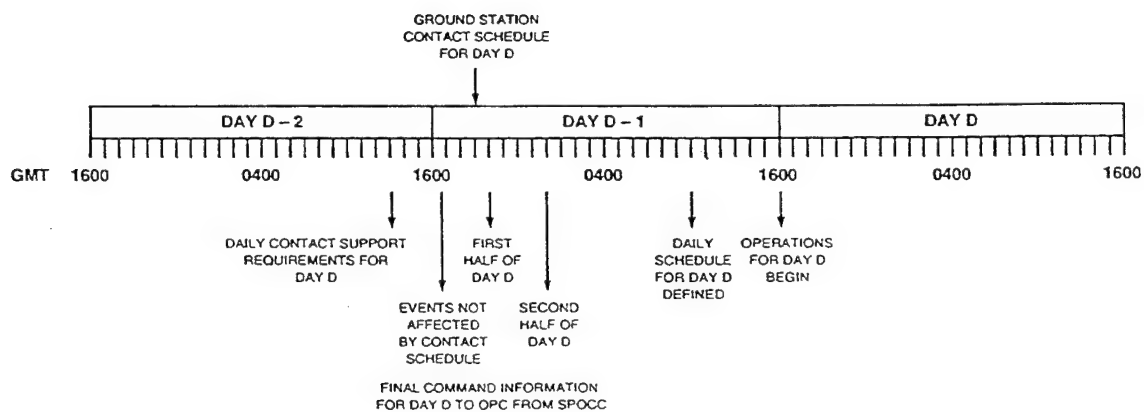 GROUND STATION
CONTACT SCHEDULE
FOR DAY D
DAY D – 2
DAY D – 1
DAY D
GMT 1600 0400 1600 0400 1600 0400 1600
DAILY CONTACT SUPPORT
REQUIREMENTS FOR
DAY D
FIRST
HALF OF
DAY D
DAILY
SCHEDULE
FOR DAY D
DEFINED
OPERATIONS
FOR DAY D
BEGIN
EVENTS NOT
AFFECTED
BY CONTACT
SCHEDULE
SECOND
HALF OF
DAY D
FINAL COMMAND INFORMATION
FOR DAY D TO OPC FROM SPOCC